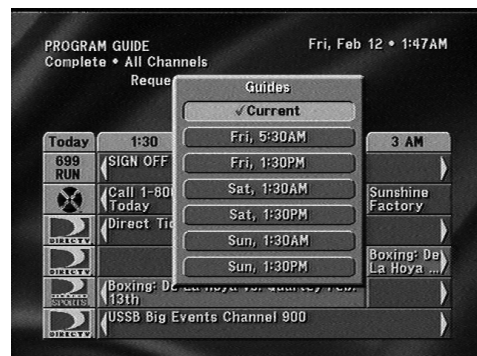 PROGRAM GUIDE
Fri, Feb 12 • 1:47AM
Complete • All Channels
Reque
Guides
✓Current
Fri, 5:30AM
Fri, 1:30PM
Sat, 1:30AM
Sat, 1:30PM
Sun, 1:30AM
Sun, 1:30PM
Today
1:30
3 AM
699
RUN
SIGN OFF
Call 1-80
Today
Sunshine
Factory
DIRECTV
Direct Tic
DIRECTV
Boxing: De
La Hoya ...
SPORTS
Boxing: De La Hoya vs. Quartey Feb.
13th
DIRECTV
USSB Big Events Channel 900